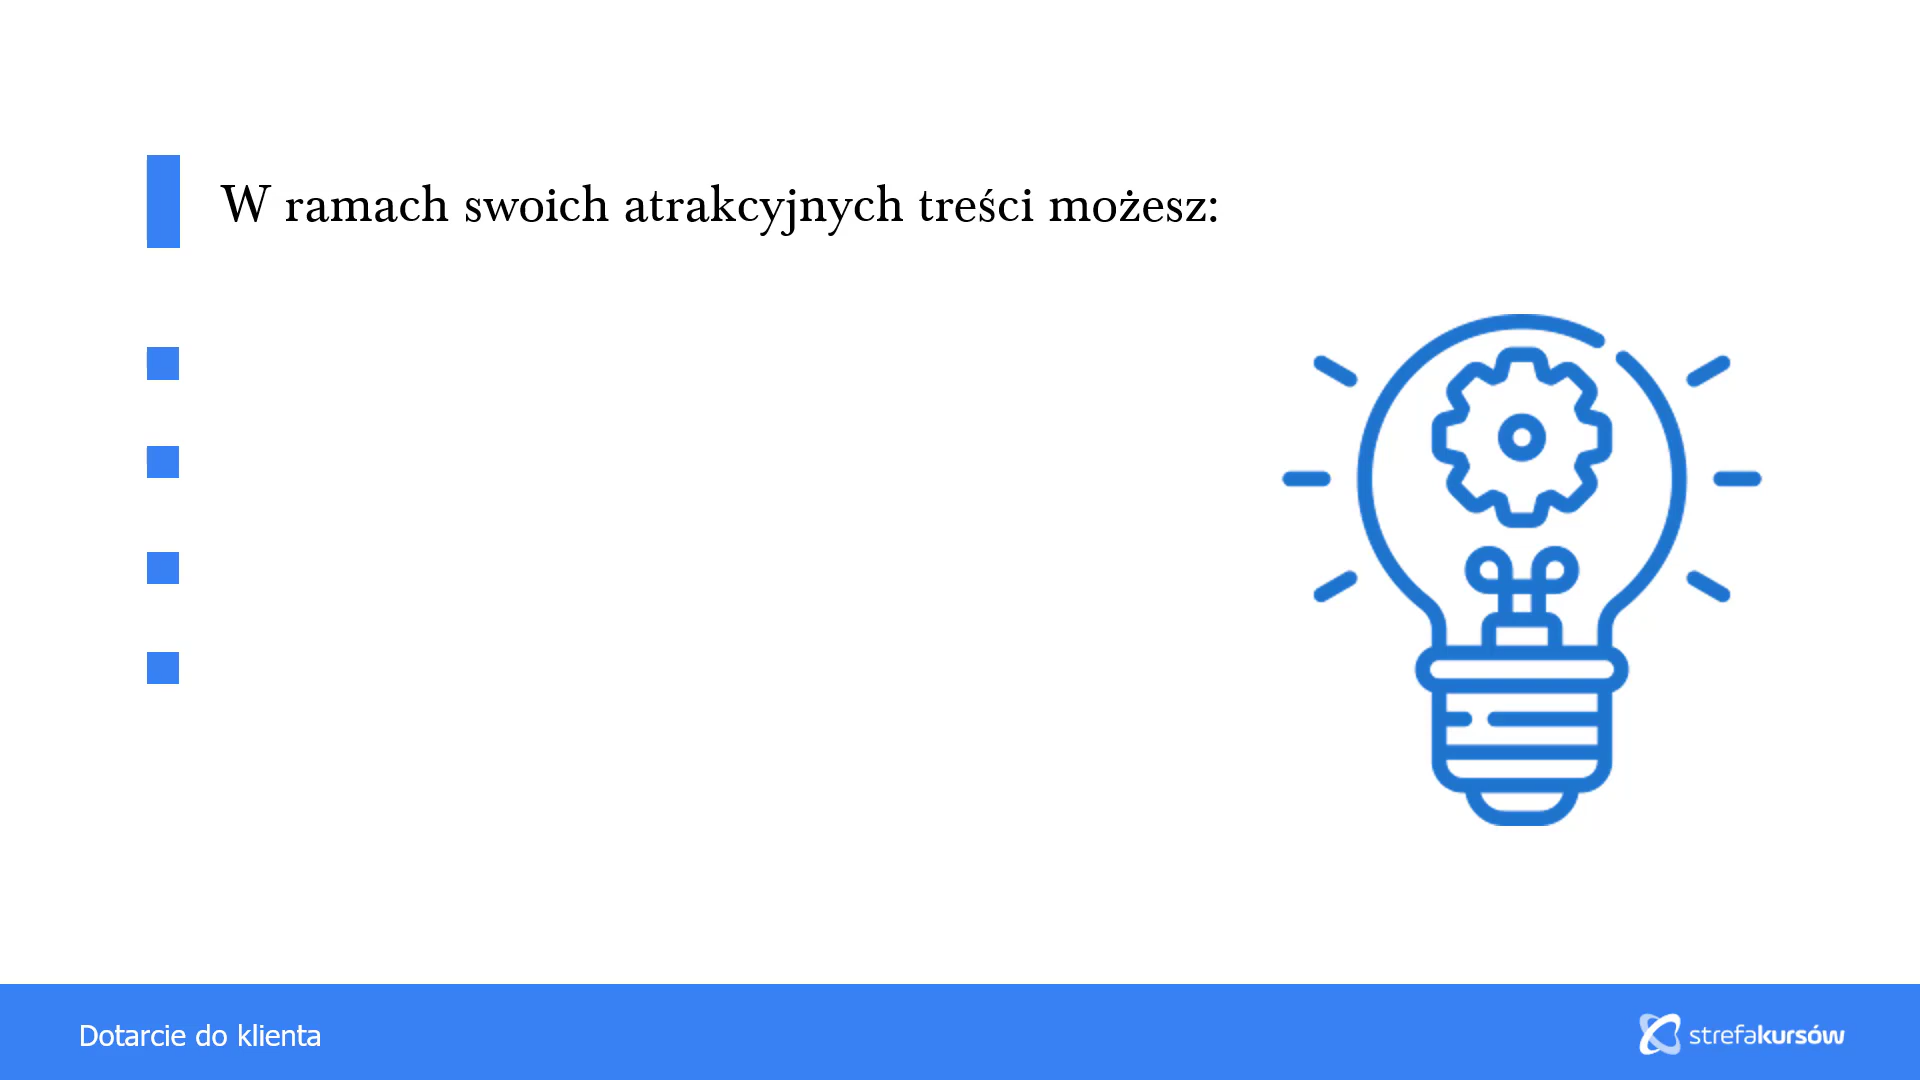 W ramach swoich atrakcyjnych treści możesz:
Dotarcie do klienta
strefakursów